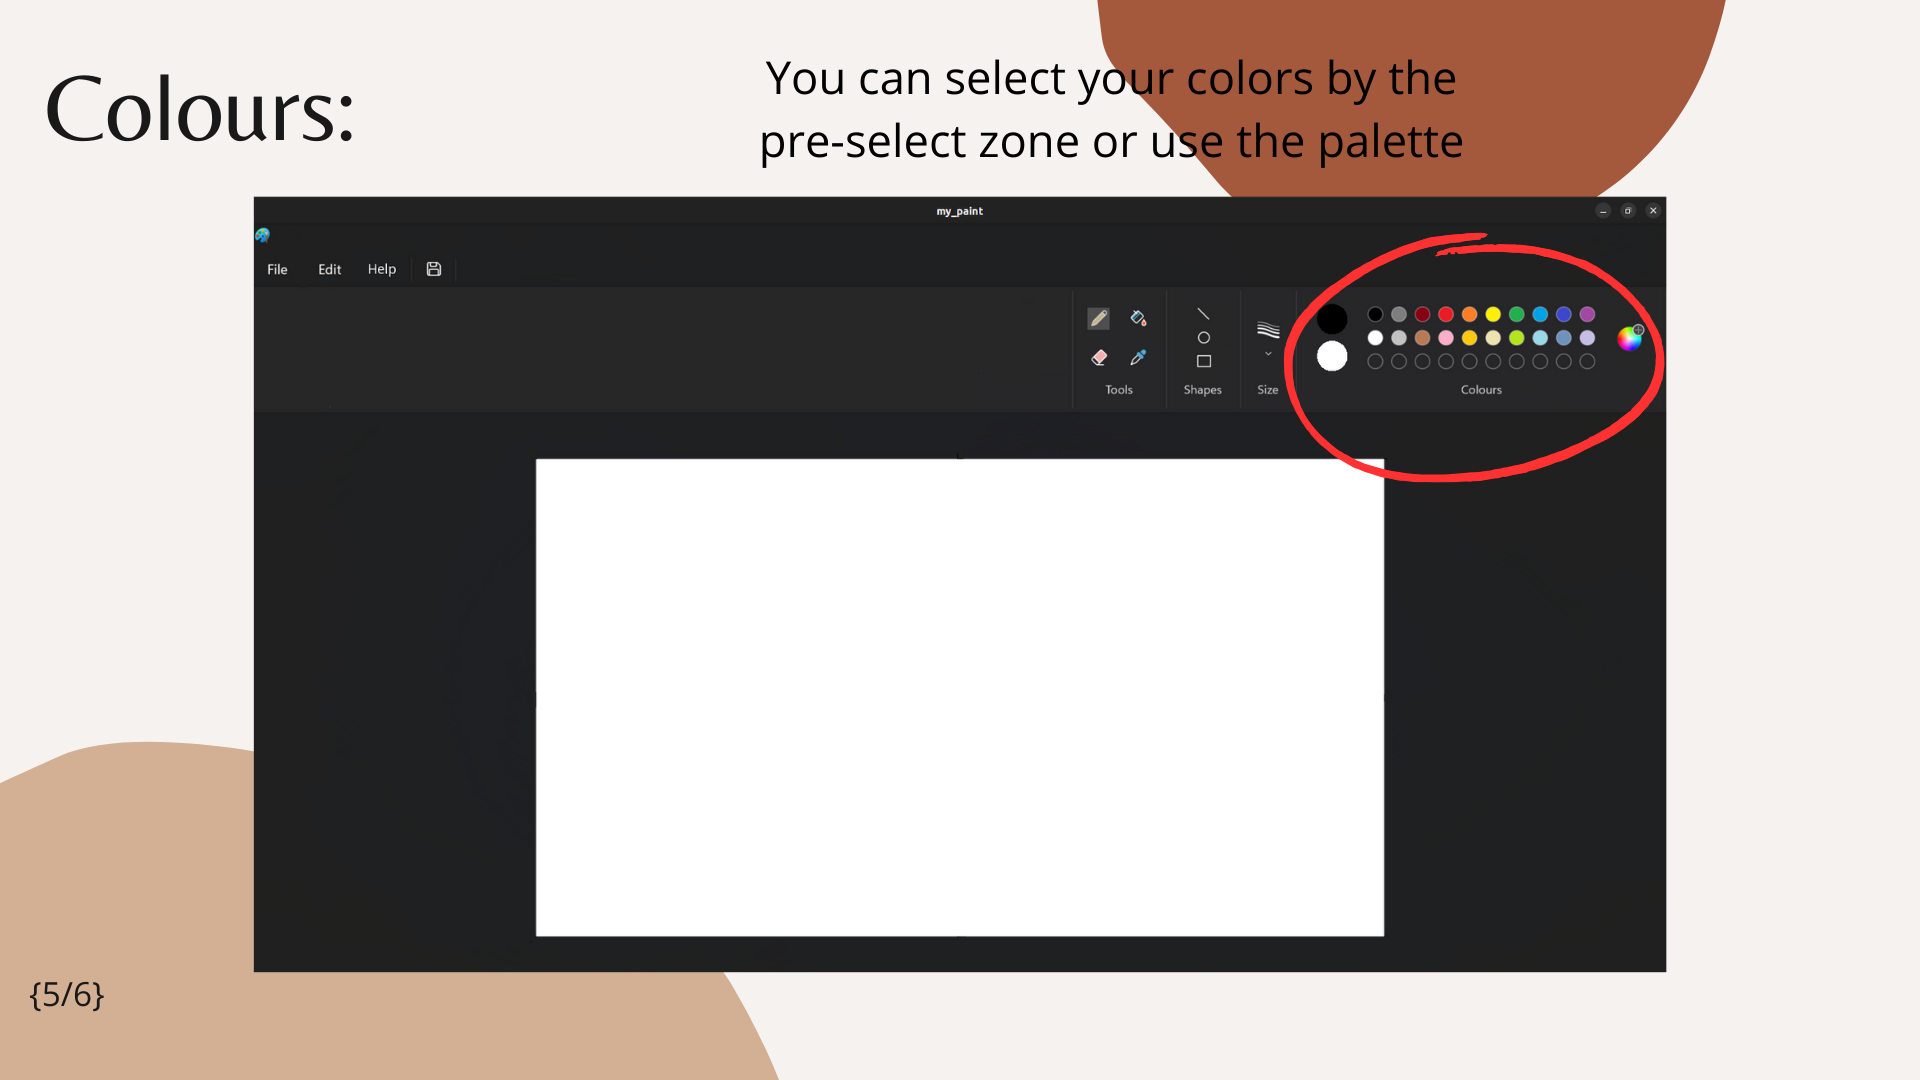 Colours:
You can select your colors by the
pre-select zone or use the palette
my_paint
File Edit Help
Tools Shapes Size Colours
{5/6}